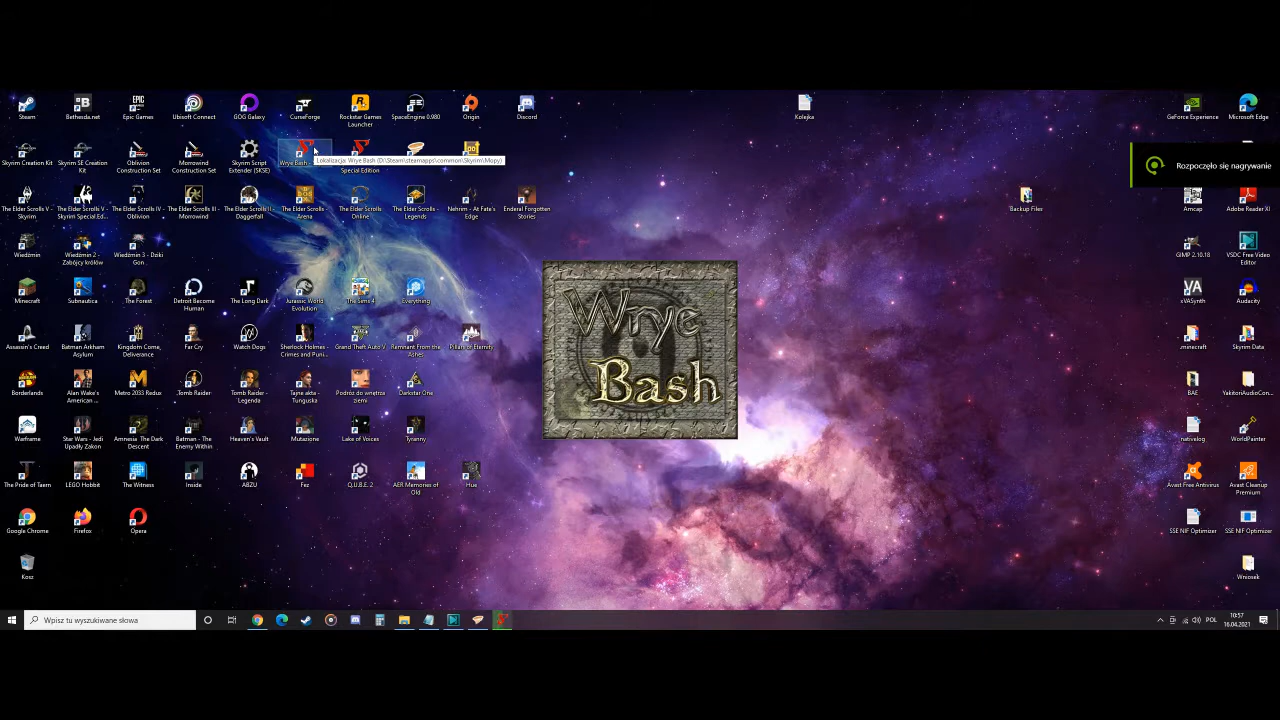 Steam
Bethesda.net
Epic Games
Ubisoft Connect
GOG Galaxy
CurseForge
Rockstar Games
Launcher
SpaceEngine 0.980
Origin
Discord
Kolejka
GeForce Experience
Microsoft Edge
Skyrim Creation Kit
Skyrim SE Creation
Kit
Oblivion
Construction Set
Morrowind
Construction Set
Skyrim Script
Extender (SKSE)
Wrye Bash
Special Edition
Lokalizacja: Wrye Bash (D:\Steam\steamapps\common\Skyrim\Mopy)
Rozpoczęło się nagrywanie
The Elder Scrolls V -
Skyrim
The Elder Scrolls V -
Skyrim Special Ed...
The Elder Scrolls IV -
Oblivion
The Elder Scrolls III -
Morrowind
The Elder Scrolls II -
Daggerfall
The Elder Scrolls -
Arena
The Elder Scrolls
Online
The Elder Scrolls -
Legends
Nehrim - At Fate's
Edge
Enderal Forgotten
Stories
Backup Files
Amcap
Adobe Reader XI
Wiedźmin
Wiedźmin 2 -
Zabójcy królów
Wiedźmin 3 - Dziki
Gon...
GIMP 2.10.18
VSDC Free Video
Editor
Minecraft
Subnautica
The Forest
Detroit Become
Human
The Long Dark
Jurassic World
Evolution
The Sims 4
Everything
xVASynth
Audacity
Wrye
Bash
Assassin's Creed
Batman Arkham
Asylum
Kingdom Come,
Deliverance
Far Cry
Watch Dogs
Sherlock Holmes -
Crimes and Puni...
Grand Theft Auto V
Remnant From the
Ashes
Pillars of Eternity
.minecraft
Skyrim Data
Borderlands
Alan Wake's
American ...
Metro 2033 Redux
Tomb Raider
Tomb Raider -
Legenda
Tajne akta -
Tunguska
Podróż do wnętrza
ziemi
Darkstar One
BAE
YakitoriAudioCon...
Warframe
Star Wars - Jedi
Upadły Zakon
Amnesia The Dark
Descent
Batman - The
Enemy Within
Heaven's Vault
Mutazione
Lake of Voices
Tyranny
nativelog
WorldPainter
The Pride of Taern
LEGO Hobbit
The Witness
Inside
ABZU
Fez
Q.U.B.E. 2
AER Memories of
Old
Hue
Avast Free Antivirus
Avast Cleanup
Premium
Google Chrome
Firefox
Opera
SSE NIF Optimizer
SSE NIF Optimizer
Kosz
Wniosek
Wpisz tu wyszukiwane słowa
POL
10:57
16.04.2021